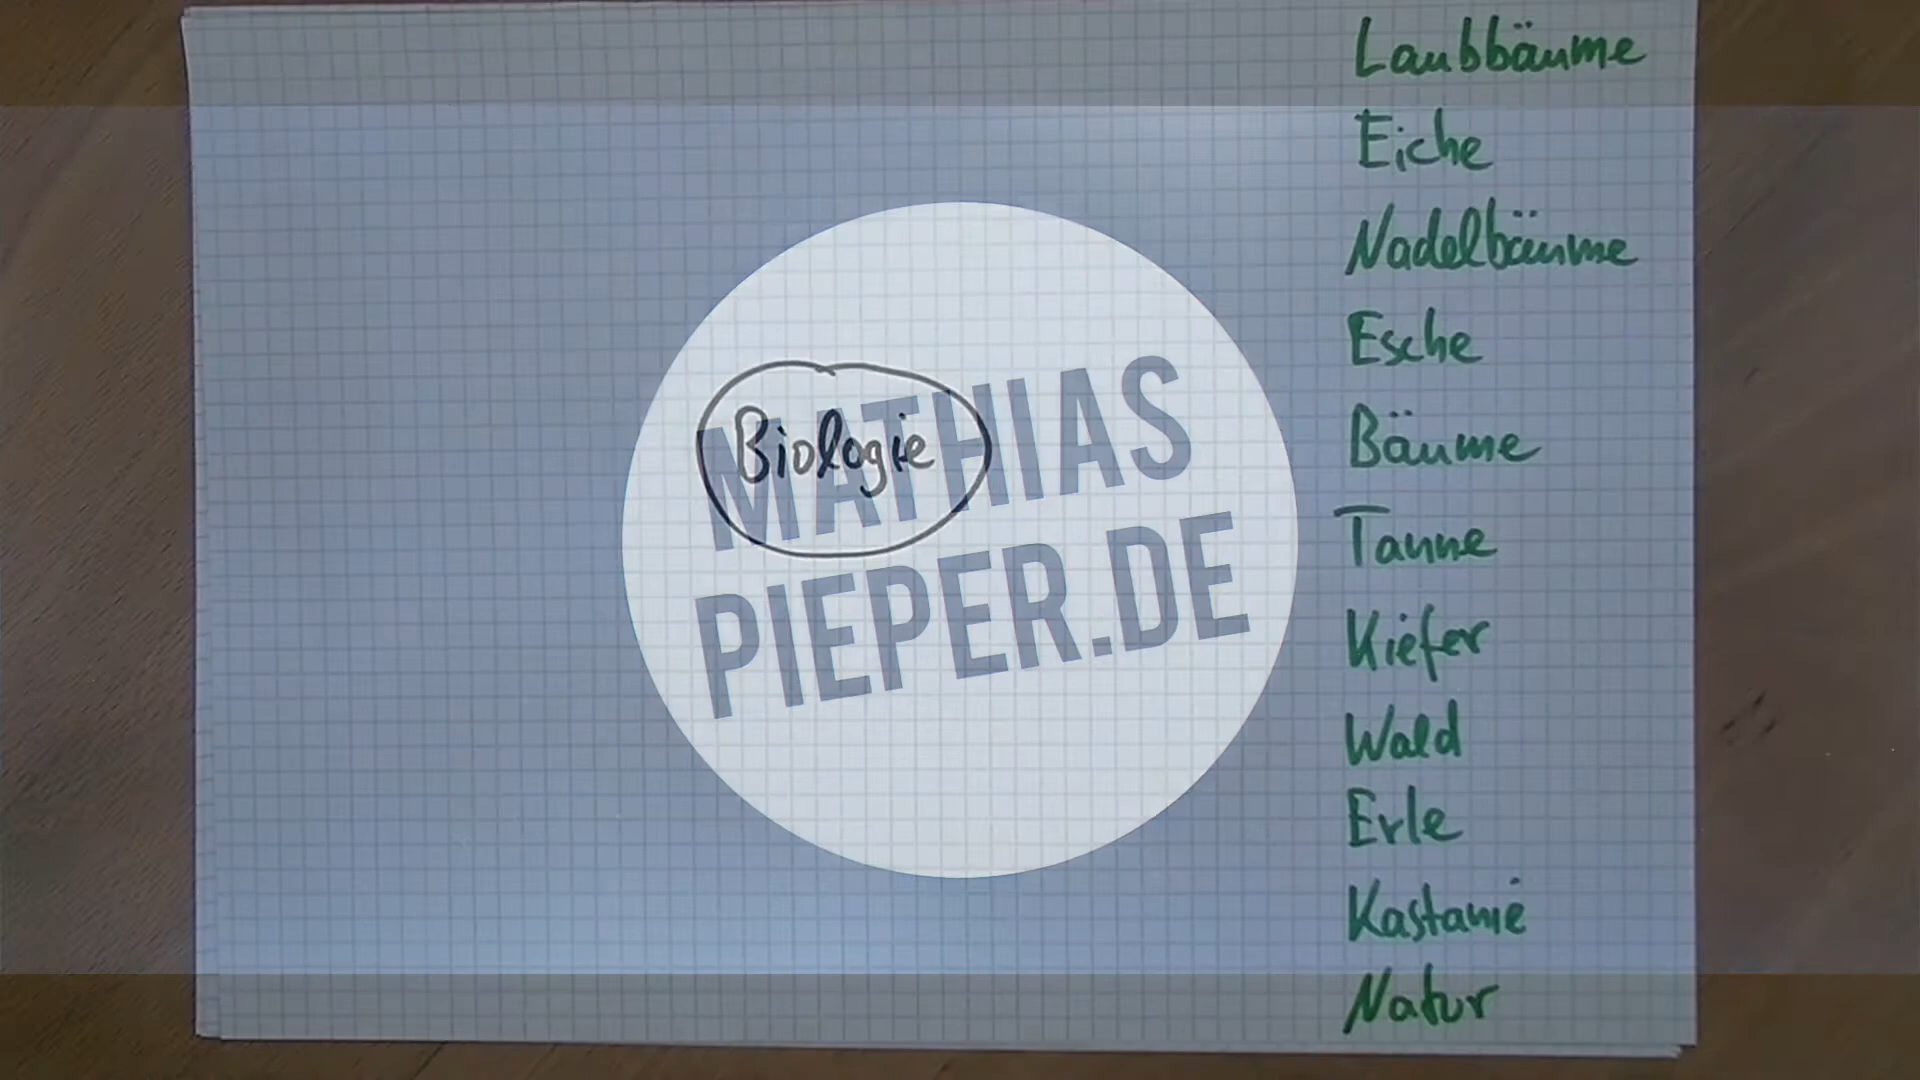 Biologie
MATHIAS
PIEPER.DE
Laubbäume
Eiche
Nadelbäume
Esche
Bäume
Tanne
Kiefer
Wald
Erle
Kastanie
Natur